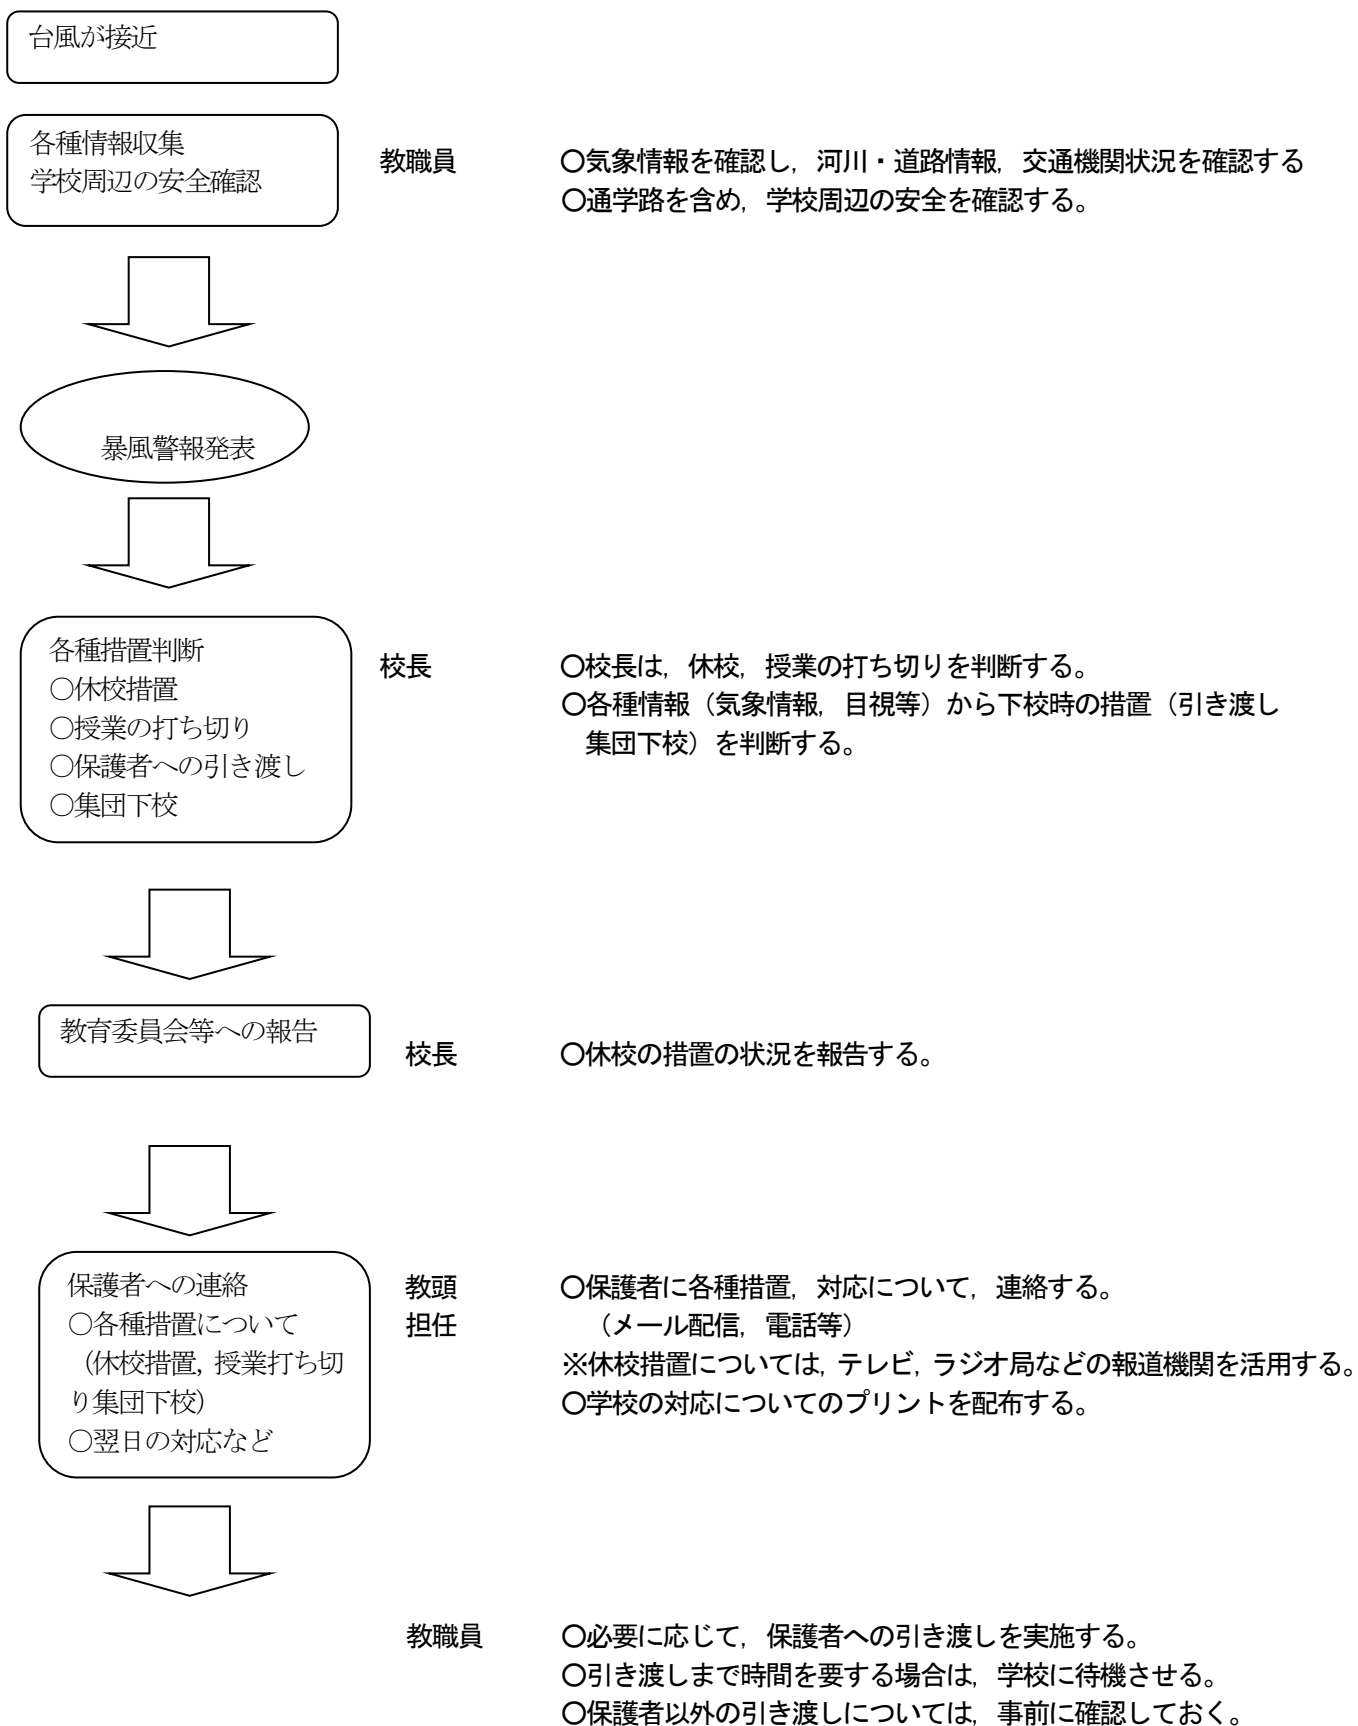 台風が接近
各種情報収集
学校周辺の安全確認
教職員
〇気象情報を確認し，河川・道路情報，交通機関状況を確認する
〇通学路を含め，学校周辺の安全を確認する。
暴風警報発表
各種措置判断
〇休校措置
〇授業の打ち切り
〇保護者への引き渡し
〇集団下校
校長
〇校長は，休校，授業の打ち切りを判断する。
〇各種情報（気象情報，目視等）から下校時の措置（引き渡し
集団下校）を判断する。
教育委員会等への報告
校長
〇休校の措置の状況を報告する。
保護者への連絡
〇各種措置について
（休校措置，授業打ち切
り集団下校）
〇翌日の対応など
教頭
担任
〇保護者に各種措置，対応について，連絡する。
（メール配信，電話等）
※休校措置については，テレビ，ラジオ局などの報道機関を活用する。
〇学校の対応についてのプリントを配布する。
教職員
〇必要に応じて，保護者への引き渡しを実施する。
〇引き渡しまで時間を要する場合は，学校に待機させる。
〇保護者以外の引き渡しについては，事前に確認しておく。